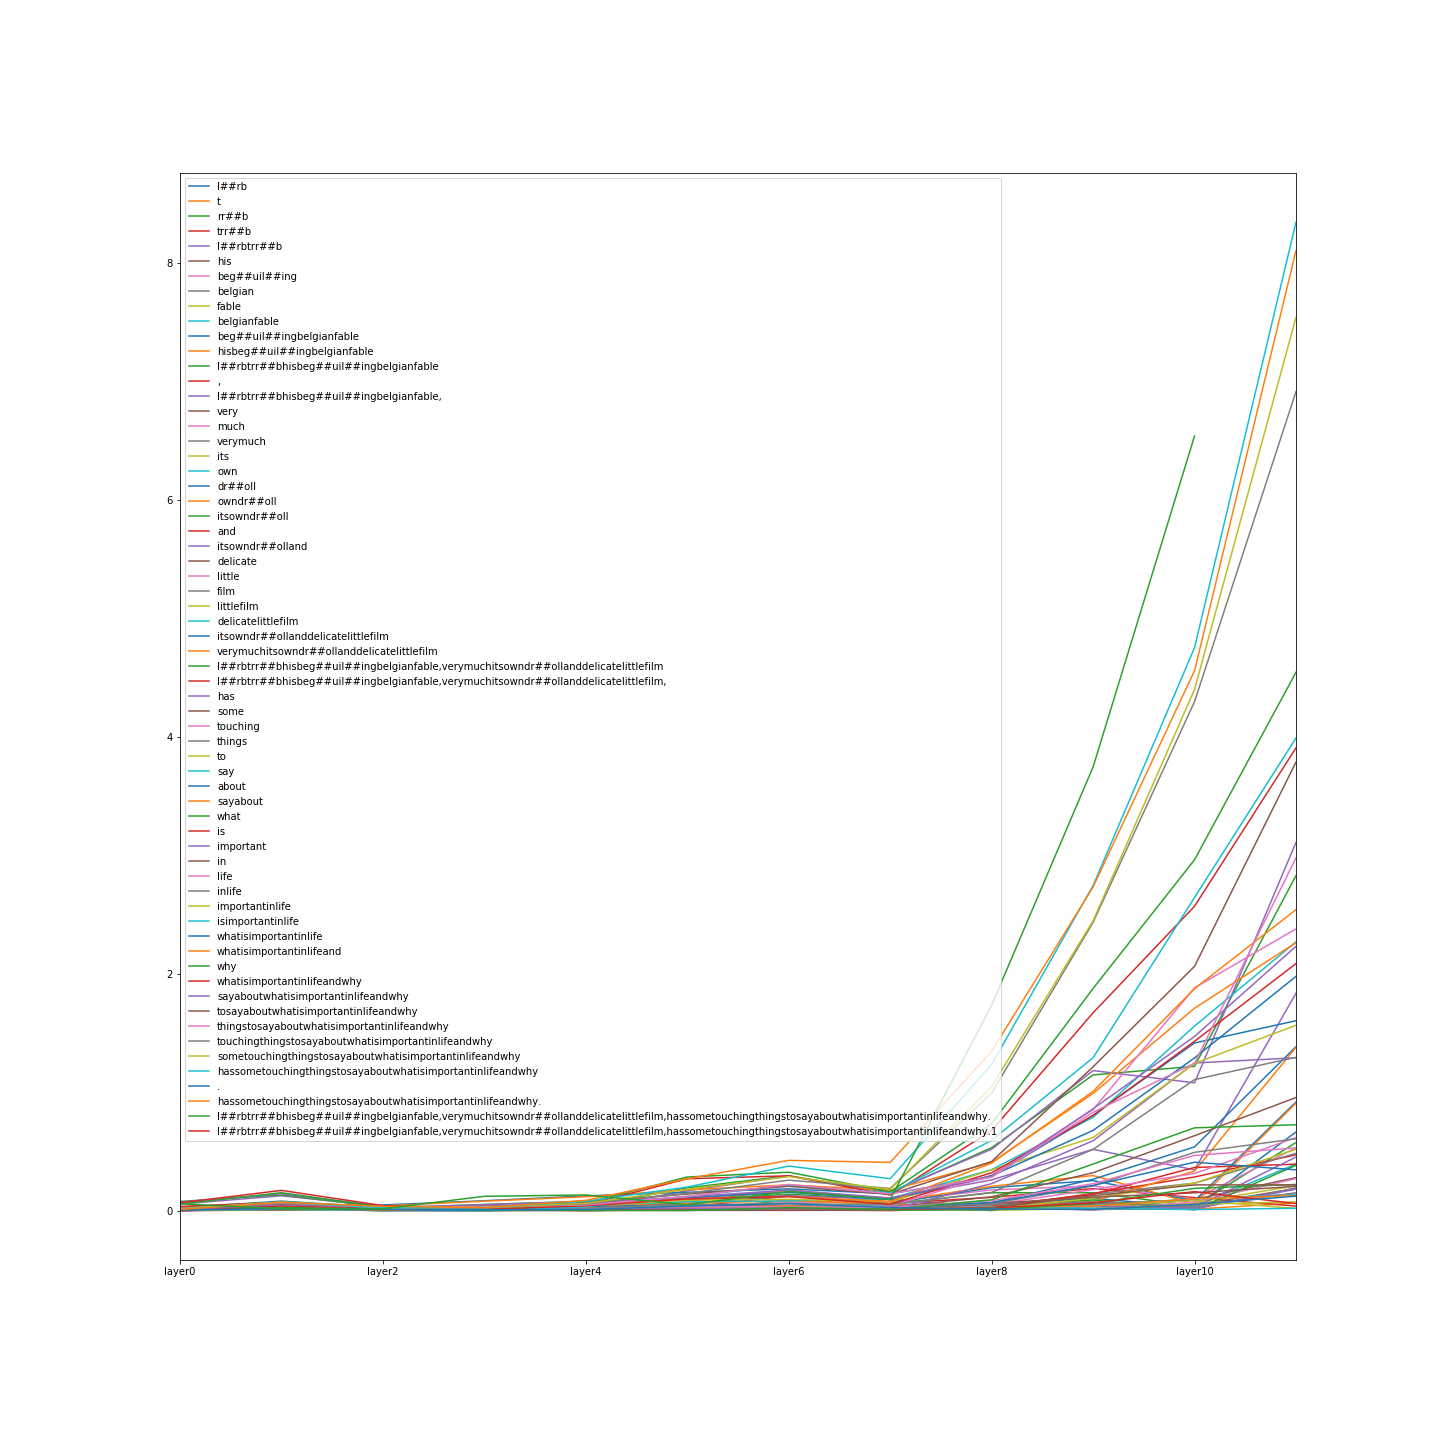 l##rb
t
rr##b
trr##b
l##rbtrr##b
his
beg##uil##ing
belgian
fable
belgianfable
beg##uil##ingbelgianfable
hisbeg##uil##ingbelgianfable
l##rbtrr##bhisbeg##uil##ingbelgianfable
,
l##rbtrr##bhisbeg##uil##ingbelgianfable,
very
much
verymuch
its
own
dr##oll
owndr##oll
itsowndr##oll
and
itsowndr##olland
delicate
little
film
littlefilm
delicatelittlefilm
itsowndr##ollanddelicatelittlefilm
verymuchitsowndr##ollanddelicatelittlefilm
l##rbtrr##bhisbeg##uil##ingbelgianfable,verymuchitsowndr##ollanddelicatelittlefilm
l##rbtrr##bhisbeg##uil##ingbelgianfable,verymuchitsowndr##ollanddelicatelittlefilm,
has
some
touching
things
to
say
about
sayabout
what
is
important
in
life
inlife
importantinlife
isimportantinlife
whatisimportantinlife
whatisimportantinlifeand
why
whatisimportantinlifeandwhy
sayaboutwhatisimportantinlifeandwhy
tosayaboutwhatisimportantinlifeandwhy
thingstosayaboutwhatisimportantinlifeandwhy
touchingthingstosayaboutwhatisimportantinlifeandwhy
sometouchingthingstosayaboutwhatisimportantinlifeandwhy
hassometouchingthingstosayaboutwhatisimportantinlifeandwhy
.
hassometouchingthingstosayaboutwhatisimportantinlifeandwhy.
l##rbtrr##bhisbeg##uil##ingbelgianfable,verymuchitsowndr##ollanddelicatelittlefilm,hassometouchingthingstosayaboutwhatisimportantinlifeandwhy.
l##rbtrr##bhisbeg##uil##ingbelgianfable,verymuchitsowndr##ollanddelicatelittlefilm,hassometouchingthingstosayaboutwhatisimportantinlifeandwhy.1
8
6
4
2
0
layer0 layer2 layer4 layer6 layer8 layer10